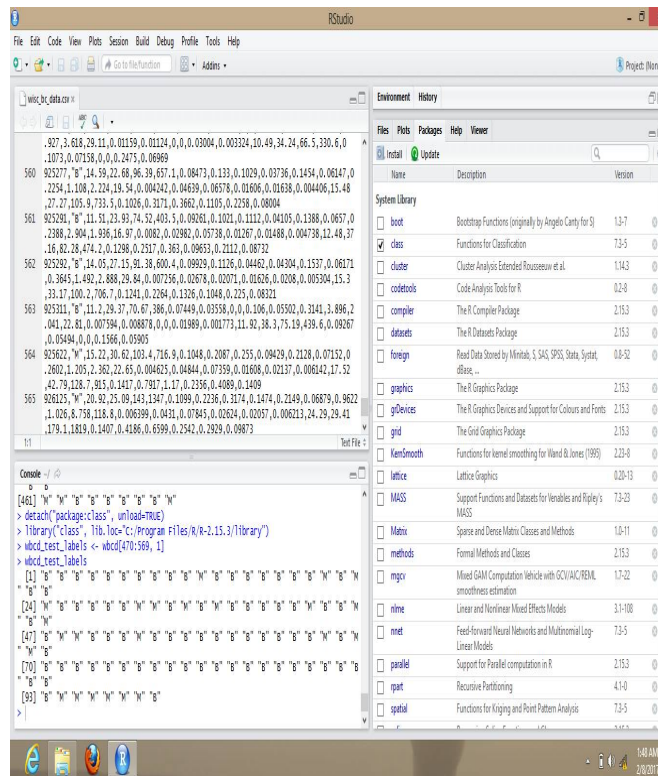 RStudio
File Edit Code View Plots Session Build Debug Profile Tools Help
Go to file/function
Addins
Project: (Non
wisc_bc_data.csv
.927,3.618,29.11,0.01159,0.01124,0,0,0.03004,0.003324,10.49,34.24,66.5,330.6,0
.1073,0.07158,0,0,0.2475,0.06969
560 925277,"B",14.59,22.68,96.39,657.1,0.08473,0.133,0.1029,0.03736,0.1454,0.06147,0
.2254,1.108,2.224,19.54,0.004242,0.04639,0.06578,0.01606,0.01638,0.004406,15.48
,27.27,105.9,733.5,0.1026,0.3171,0.3662,0.1105,0.2258,0.08004
561 925291,"B",11.51,23.93,74.52,403.5,0.09261,0.1021,0.1112,0.04105,0.1388,0.0657,0
.2388,2.904,1.936,16.97,0.0082,0.02982,0.05738,0.01267,0.01488,0.004738,12.48,37
.16,82.28,474.2,0.1298,0.2517,0.363,0.09653,0.2112,0.08732
562 925292,"B",14.05,27.15,91.38,600.4,0.09929,0.1126,0.04462,0.04304,0.1537,0.06171
,0.3645,1.492,2.888,29.84,0.007256,0.02678,0.02071,0.01626,0.0208,0.005304,15.3
,33.17,100.2,706.7,0.1241,0.2264,0.1326,0.1048,0.225,0.08321
563 925311,"B",11.2,29.37,70.67,386,0.07449,0.03558,0,0,0.106,0.05502,0.3141,3.896,2
.041,22.81,0.007594,0.008878,0,0,0.01989,0.001773,11.92,38.3,75.19,439.6,0.09267
,0.05494,0,0,0.1566,0.05905
564 925622,"M",15.22,30.62,103.4,716.9,0.1048,0.2087,0.255,0.09429,0.2128,0.07152,0
.2602,1.205,2.362,22.65,0.004625,0.04844,0.07359,0.01608,0.02137,0.006142,17.52
,42.79,128.7,915,0.1417,0.7917,1.17,0.2356,0.4089,0.1409
565 926125,"M",20.92,25.09,143,1347,0.1099,0.2236,0.3174,0.1474,0.2149,0.06879,0.9622
,1.026,8.758,118.8,0.006399,0.0431,0.07845,0.02624,0.02057,0.006213,24.29,29.41
,179.1,1819,0.1407,0.4186,0.6599,0.2542,0.2929,0.09873
1:1 Text File
Console ~/
"B" "B"
[461] "M" "M" "B" "B" "B" "B" "B" "B" "M"
> detach("package:class", unload=TRUE)
> library("class", lib.loc="C:/Program Files/R/R-2.15.3/library")
> wbcd_test_labels <- wbcd[470:569, 1]
> wbcd_test_labels
[93] "B" "M" "M" "M" "M" "M" "M" "B"
>
Environment History
Files Plots Packages Help Viewer
Install Update
Name Description Version
System Library
boot Bootstrap Functions (originally by Angelo Canty for S) 1.3-7
class Functions for Classification 7.3-5
cluster Cluster Analysis Extended Rousseeuw et al. 1.14.3
codetools Code Analysis Tools for R 0.2-8
compiler The R Compiler Package 2.15.3
datasets The R Datasets Package 2.15.3
foreign Read Data Stored by Minitab, S, SAS, SPSS, Stata, Systat, 0.8-52
dBase, ...
graphics The R Graphics Package 2.15.3
grDevices The R Graphics Devices and Support for Colours and Fonts 2.15.3
grid The Grid Graphics Package 2.15.3
KernSmooth Functions for kernel smoothing for Wand & Jones (1995) 2.23-8
lattice Lattice Graphics 0.20-13
MASS Support Functions and Datasets for Venables and Ripley's 7.3-23
MASS
Matrix Sparse and Dense Matrix Classes and Methods 1.0-11
methods Formal Methods and Classes 2.15.3
mgcv Mixed GAM Computation Vehicle with GCV/AIC/REML 1.7-22
smoothness estimation
nlme Linear and Nonlinear Mixed Effects Models 3.1-108
nnet Feed-forward Neural Networks and Multinomial Log- 7.3-5
Linear Models
parallel Support for Parallel computation in R 2.15.3
rpart Recursive Partitioning 4.1-0
spatial Functions for Kriging and Point Pattern Analysis 7.3-5
1:48 AM
2/8/2017